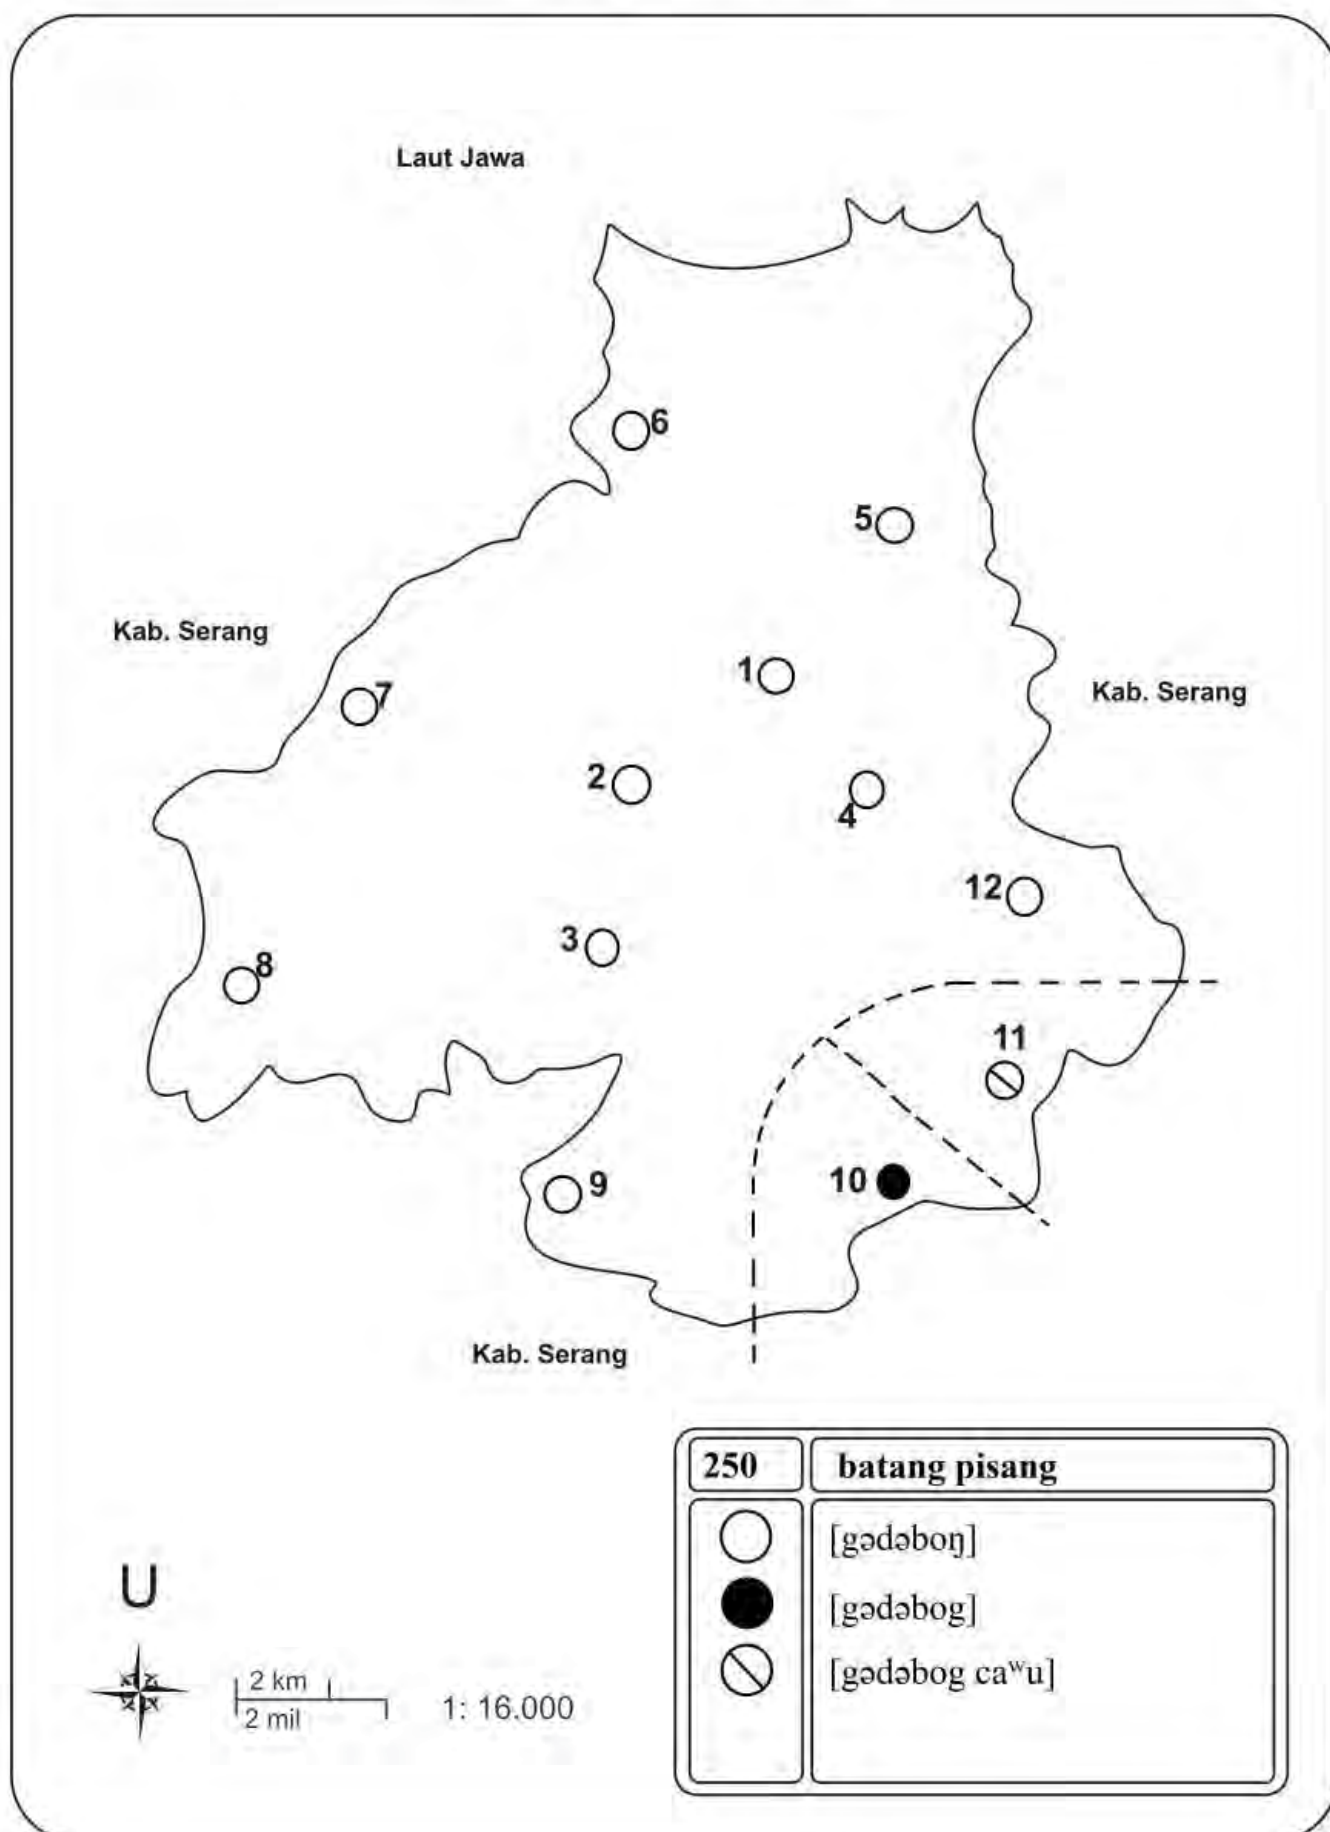 Laut Jawa
6
5
Kab. Serang
1
Kab. Serang
7
2
4
12
3
8
11
10
9
Kab. Serang
250 batang pisang
[gədəboŋ]
[gədəbog]
[gədəbog caʷu]
U
2 km
2 mil
1: 16.000